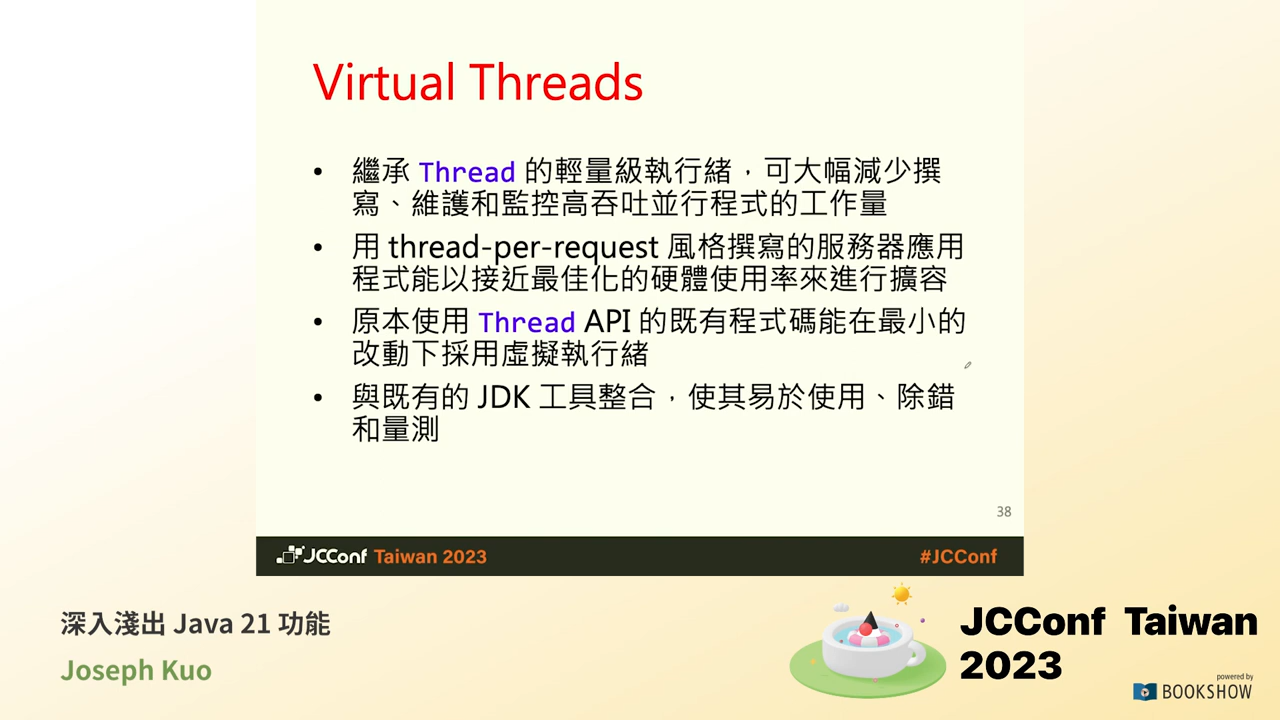 Virtual Threads
• 繼承 Thread 的輕量級執行緒，可大幅減少撰
寫、維護和監控高吞吐並行程式的工作量
• 用 thread-per-request 風格撰寫的服務器應用
程式能以接近最佳化的硬體使用率來進行擴容
• 原本使用 Thread API 的既有程式碼能在最小的
改動下採用虛擬執行緒
• 與既有的 JDK 工具整合，使其易於使用、除錯
和量測
38
JCConf Taiwan 2023
#JCConf
深入淺出 Java 21 功能
Joseph Kuo
JCConf Taiwan
2023
powered by
BOOKSHOW